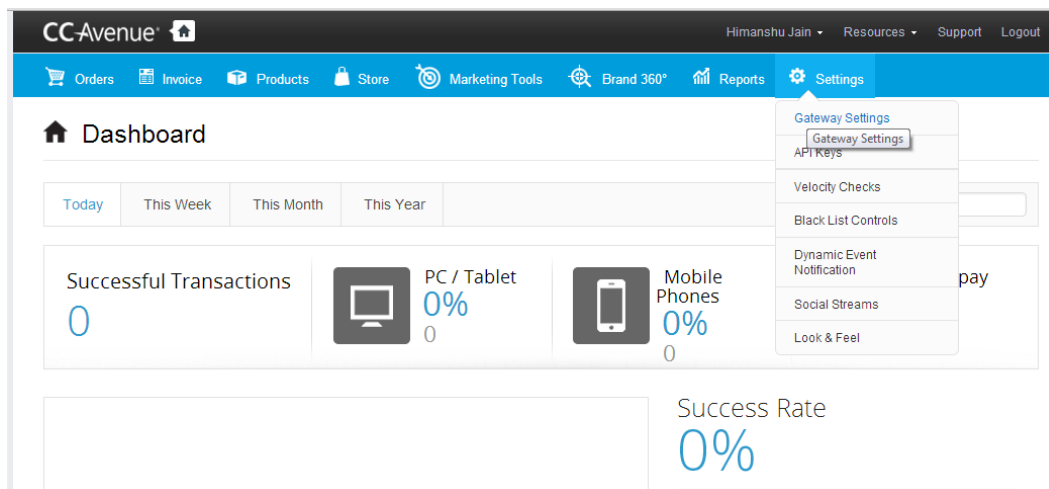 CCAvenue
Himanshu Jain Resources Support Logout
Orders Invoice Products Store Marketing Tools Brand 360° Reports Settings
Dashboard
Gateway Settings
Gateway Settings
API Keys
Velocity Checks
Black List Controls
Dynamic Event
Notification
Social Streams
Look & Feel
Today This Week This Month This Year
Successful Transactions
0
PC / Tablet
0%
0
Mobile
Phones
0%
0
pay
Success Rate
0%